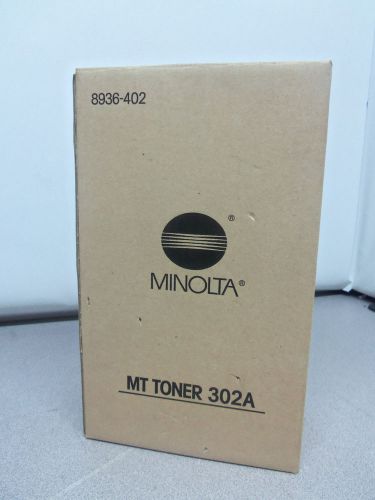 8936-402
®
MINOLTA®
MT TONER 302A